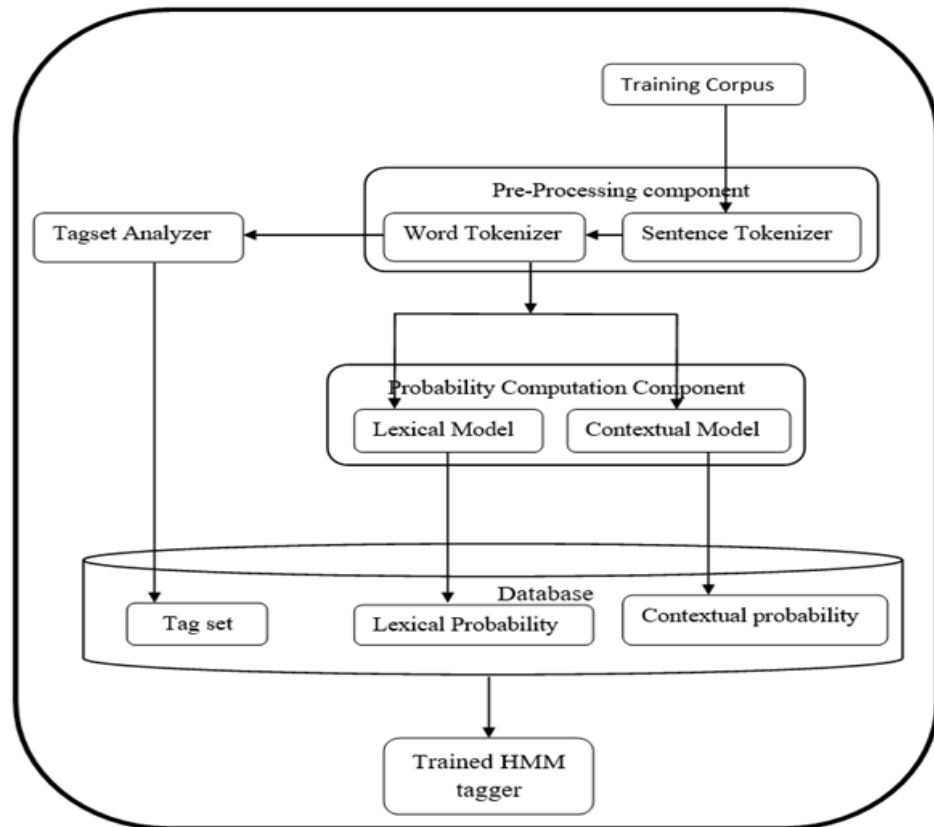 Training Corpus
Pre-Processing component
Tagset Analyzer
Word Tokenizer
Sentence Tokenizer
Probability Computation Component
Lexical Model
Contextual Model
Database
Tag set
Lexical Probability
Contextual probability
Trained HMM
tagger